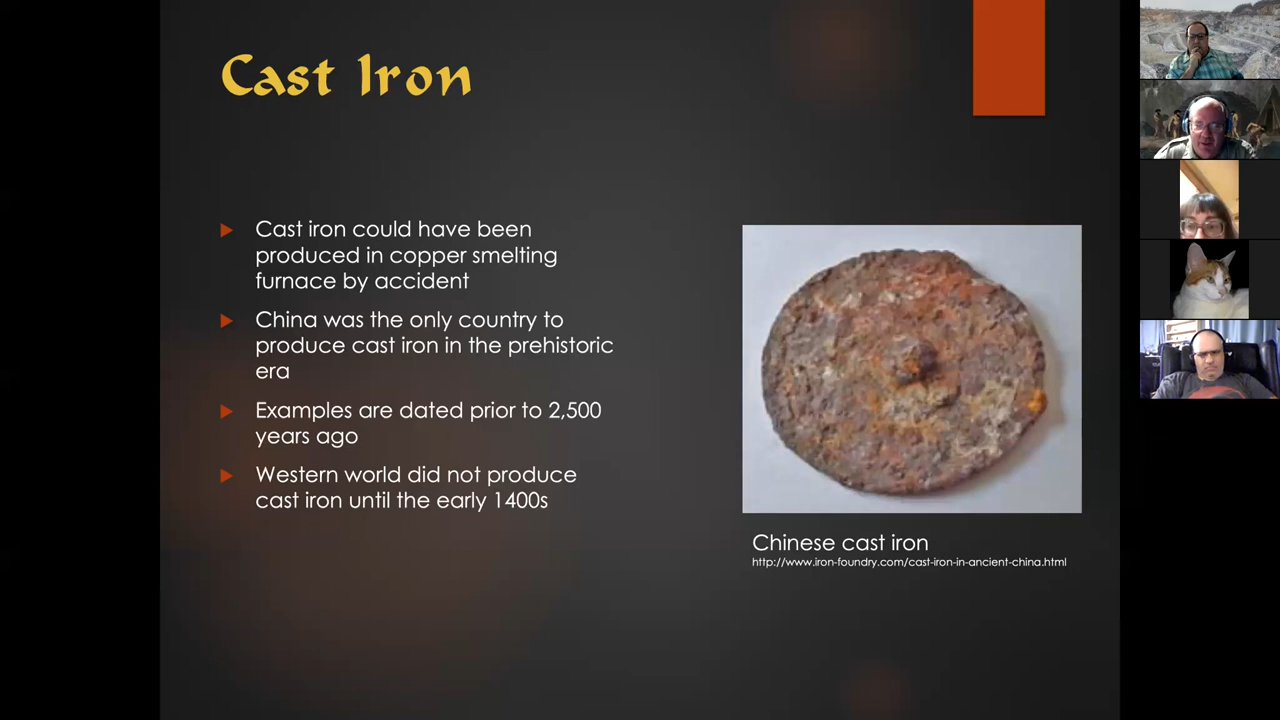 Cast Iron
Cast iron could have been
produced in copper smelting
furnace by accident
China was the only country to
produce cast iron in the prehistoric
era
Examples are dated prior to 2,500
years ago
Western world did not produce
cast iron until the early 1400s
Chinese cast iron
http://www.iron-foundry.com/cast-iron-in-ancient-china.html